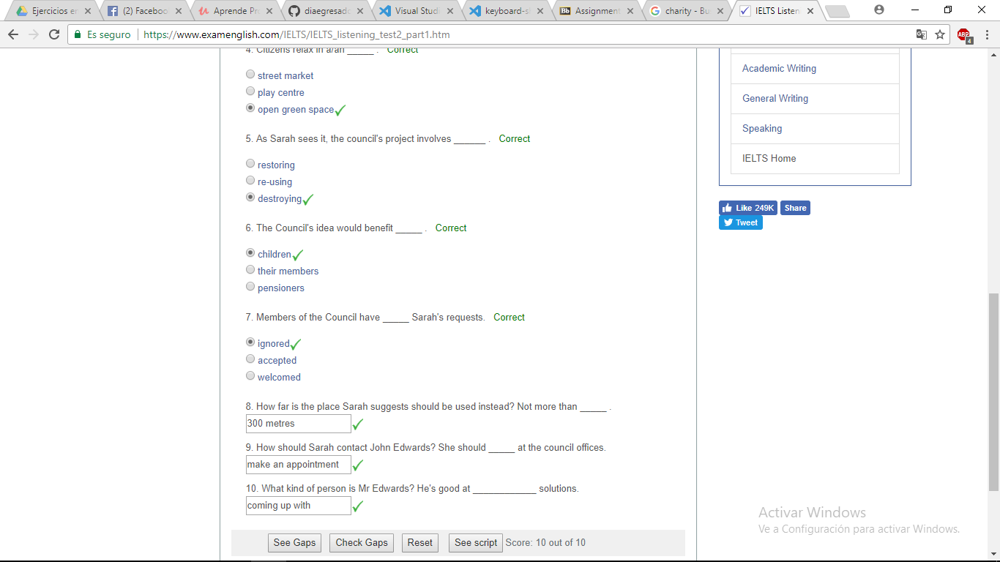 Ejercicios er
(2) Faceboo
Aprende Pr
diaegresad
Visual Stud
keyboard-s
Assignment
charity - Bu
IELTS Listen
Es seguro https://www.examenglish.com/IELTS/IELTS_listening_test2_part1.htm
ABP 4
4. Citizens relax in a/an _____ . Correct
street market
play centre
open green space
5. As Sarah sees it, the council's project involves ______ . Correct
restoring
re-using
destroying
6. The Council's idea would benefit _____ . Correct
children
their members
pensioners
7. Members of the Council have _____ Sarah's requests. Correct
ignored
accepted
welcomed
8. How far is the place Sarah suggests should be used instead? Not more than _____ .
300 metres
9. How should Sarah contact John Edwards? She should _____ at the council offices.
make an appointment
10. What kind of person is Mr Edwards? He's good at ____________ solutions.
coming up with
See Gaps Check Gaps Reset See script Score: 10 out of 10
Academic Writing
General Writing
Speaking
IELTS Home
Like 249K Share
Tweet
Activar Windows
Ve a Configuración para activar Windows.